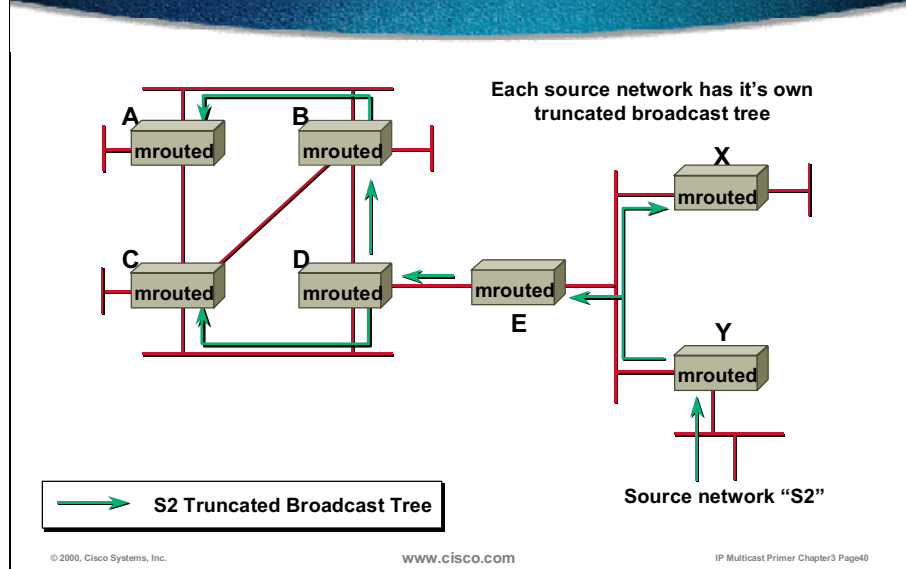 Each source network has it's own
truncated broadcast tree
A
B
mrouted
mrouted
X
mrouted
C
D
mrouted
mrouted
mrouted
E
Y
mrouted
Source network “S2”
S2 Truncated Broadcast Tree
© 2000, Cisco Systems, Inc.
www.cisco.com
IP Multicast Primer Chapter3 Page40